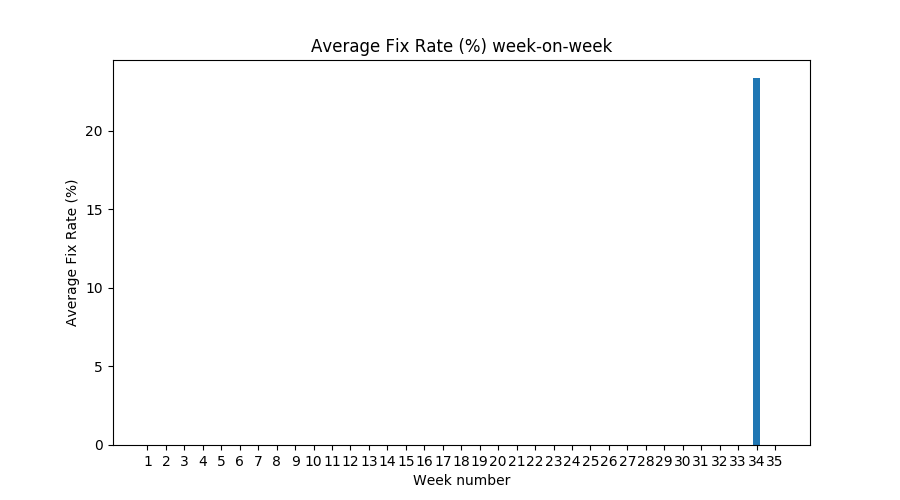 Average Fix Rate (%) week-on-week
Average Fix Rate (%)
20
15
10
5
0
1 2 3 4 5 6 7 8 9 10 11 12 13 14 15 16 17 18 19 20 21 22 23 24 25 26 27 28 29 30 31 32 33 34 35
Week number